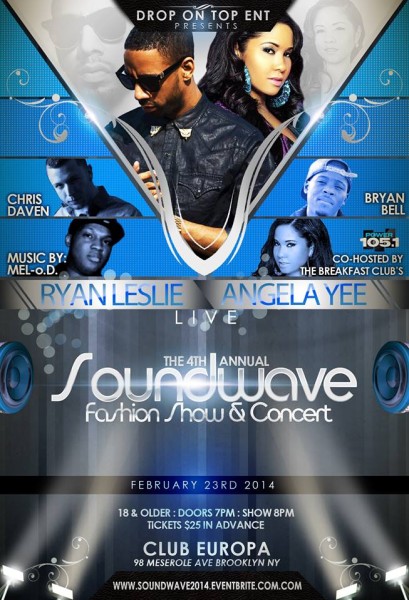 DROP ON TOP ENT
PRESENTS
CHRIS
DAVEN
BRYAN
BELL
MUSIC BY:
MEL-o.D.
POWER
105.1
CO-HOSTED BY
THE BREAKFAST CLUB'S
RYAN LESLIE
ANGELA YEE
LIVE
THE 4TH ANNUAL
Soundwave
Fashion Show & Concert
FEBRUARY 23RD 2014
18 & OLDER : DOORS 7PM : SHOW 8PM
TICKETS $25 IN ADVANCE
CLUB EUROPA
98 MESEROLE AVE BROOKLYN NY
WWW.SOUNDWAVE2014.EVENTBRITE.COM.COM